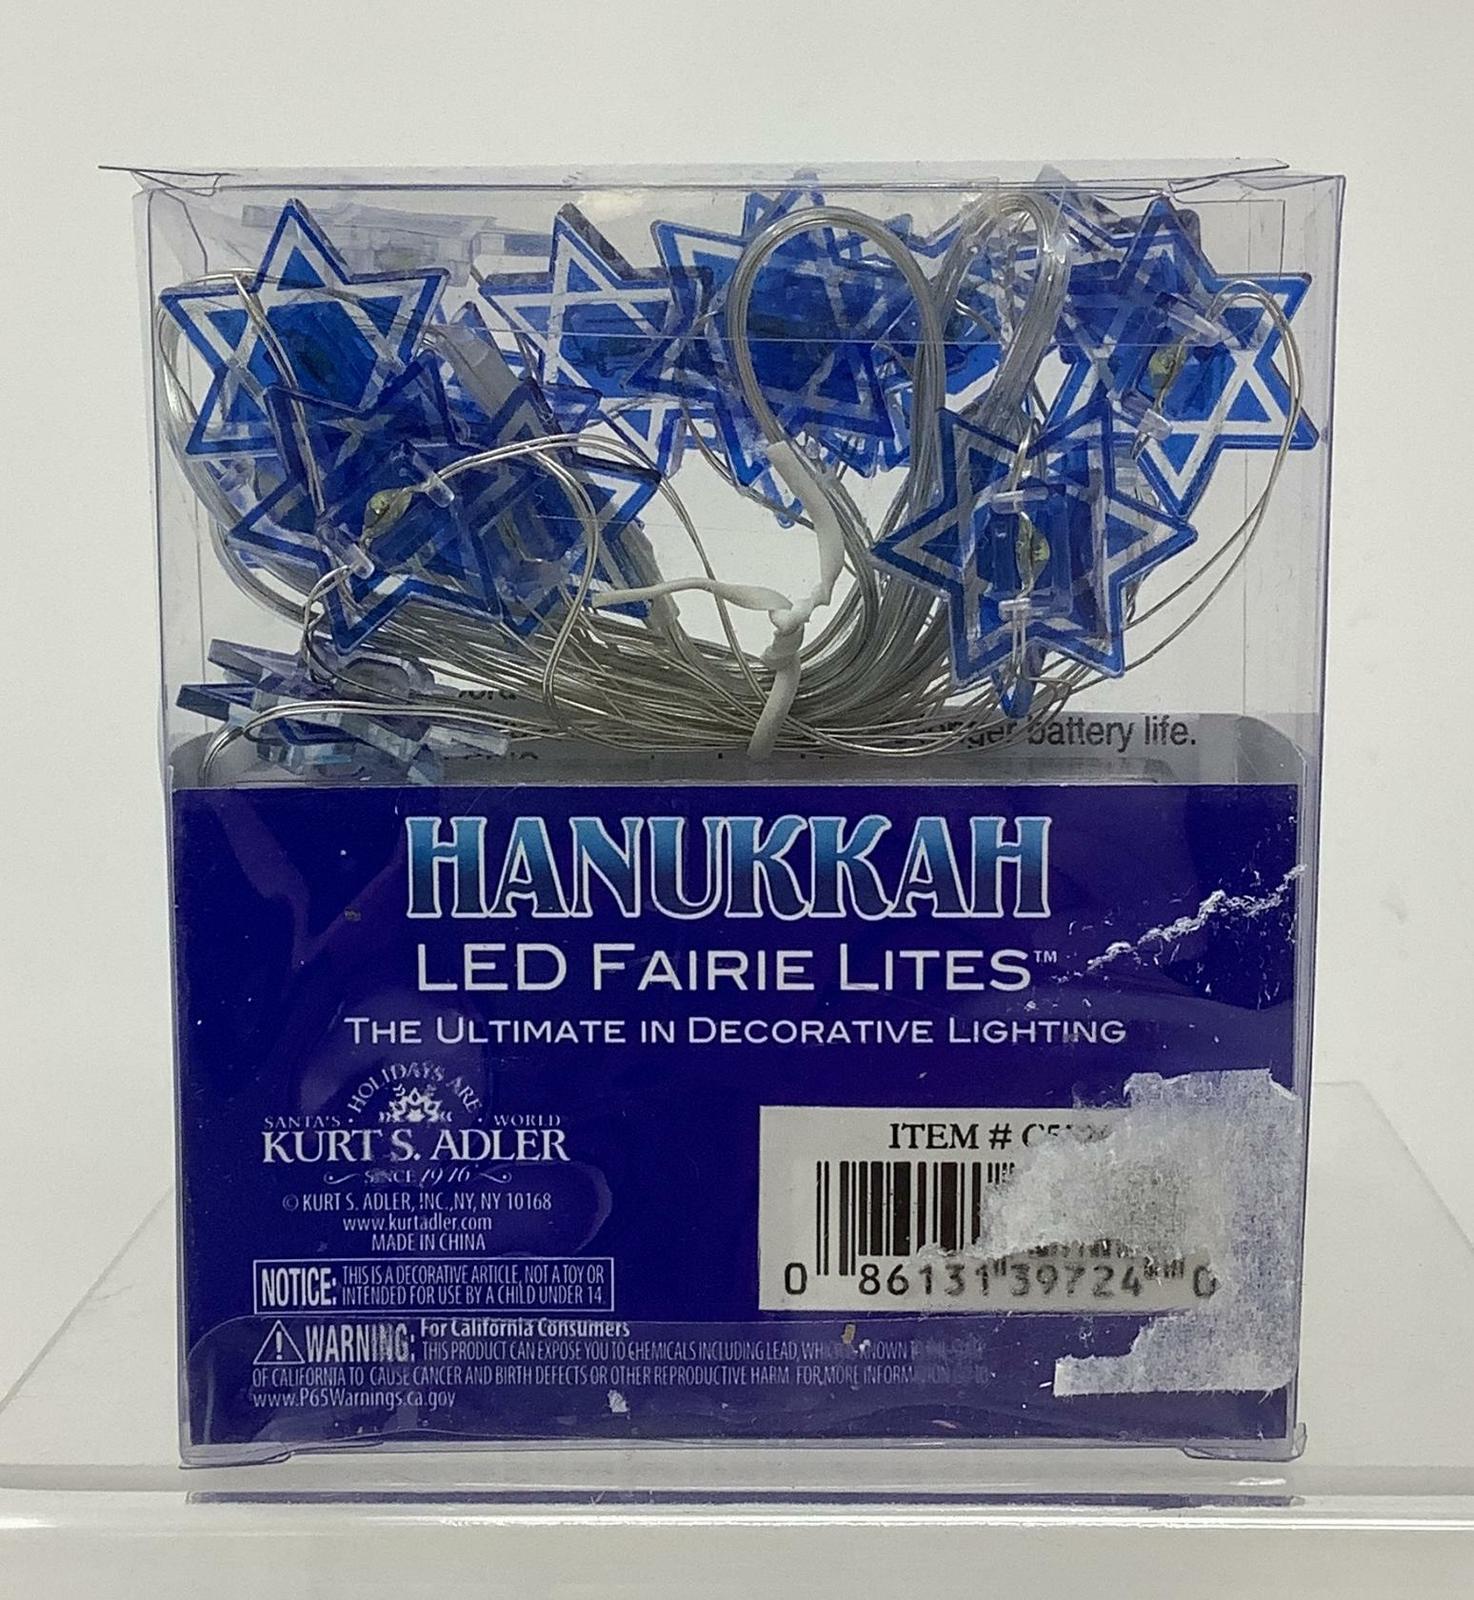 longer battery life.
HANUKKAH
LED FAIRIE LITES™
THE ULTIMATE IN DECORATIVE LIGHTING
HOLIDAYS ARE
SANTA'S WORLD
KURT S. ADLER
SINCE 1946
© KURT S. ADLER, INC.,NY, NY 10168
www.kurtadler.com
MADE IN CHINA
NOTICE: THIS IS A DECORATIVE ARTICLE, NOT A TOY OR
INTENDED FOR USE BY A CHILD UNDER 14.
ITEM #
0 86131 39724 0
WARNING: For California Consumers
THIS PRODUCT CAN EXPOSE YOU TO CHEMICALS INCLUDING LEAD, KNOWN
OF CALIFORNIA TO CAUSE CANCER AND BIRTH DEFECTS OR OTHER REPRODUCTIVE HARM. FOR MORE INFORMATION
www.P65Warnings.ca.gov